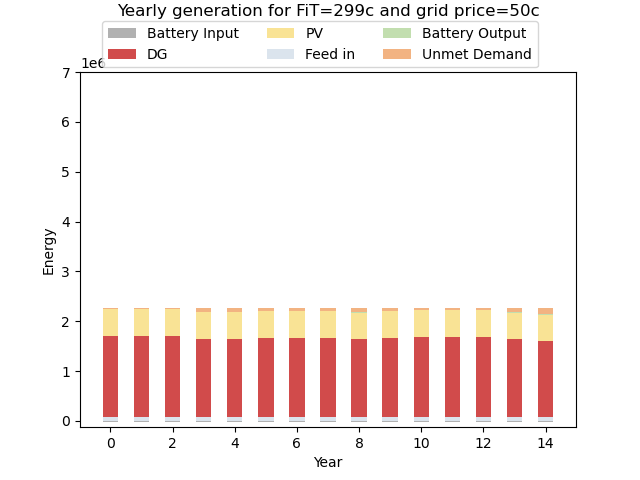 Yearly generation for FiT=299c and grid price=50c
Battery Input PV Battery Output
DG Feed in Unmet Demand
1e6
7
6
5
4
3
2
1
0
Energy
0 2 4 6 8 10 12 14
Year